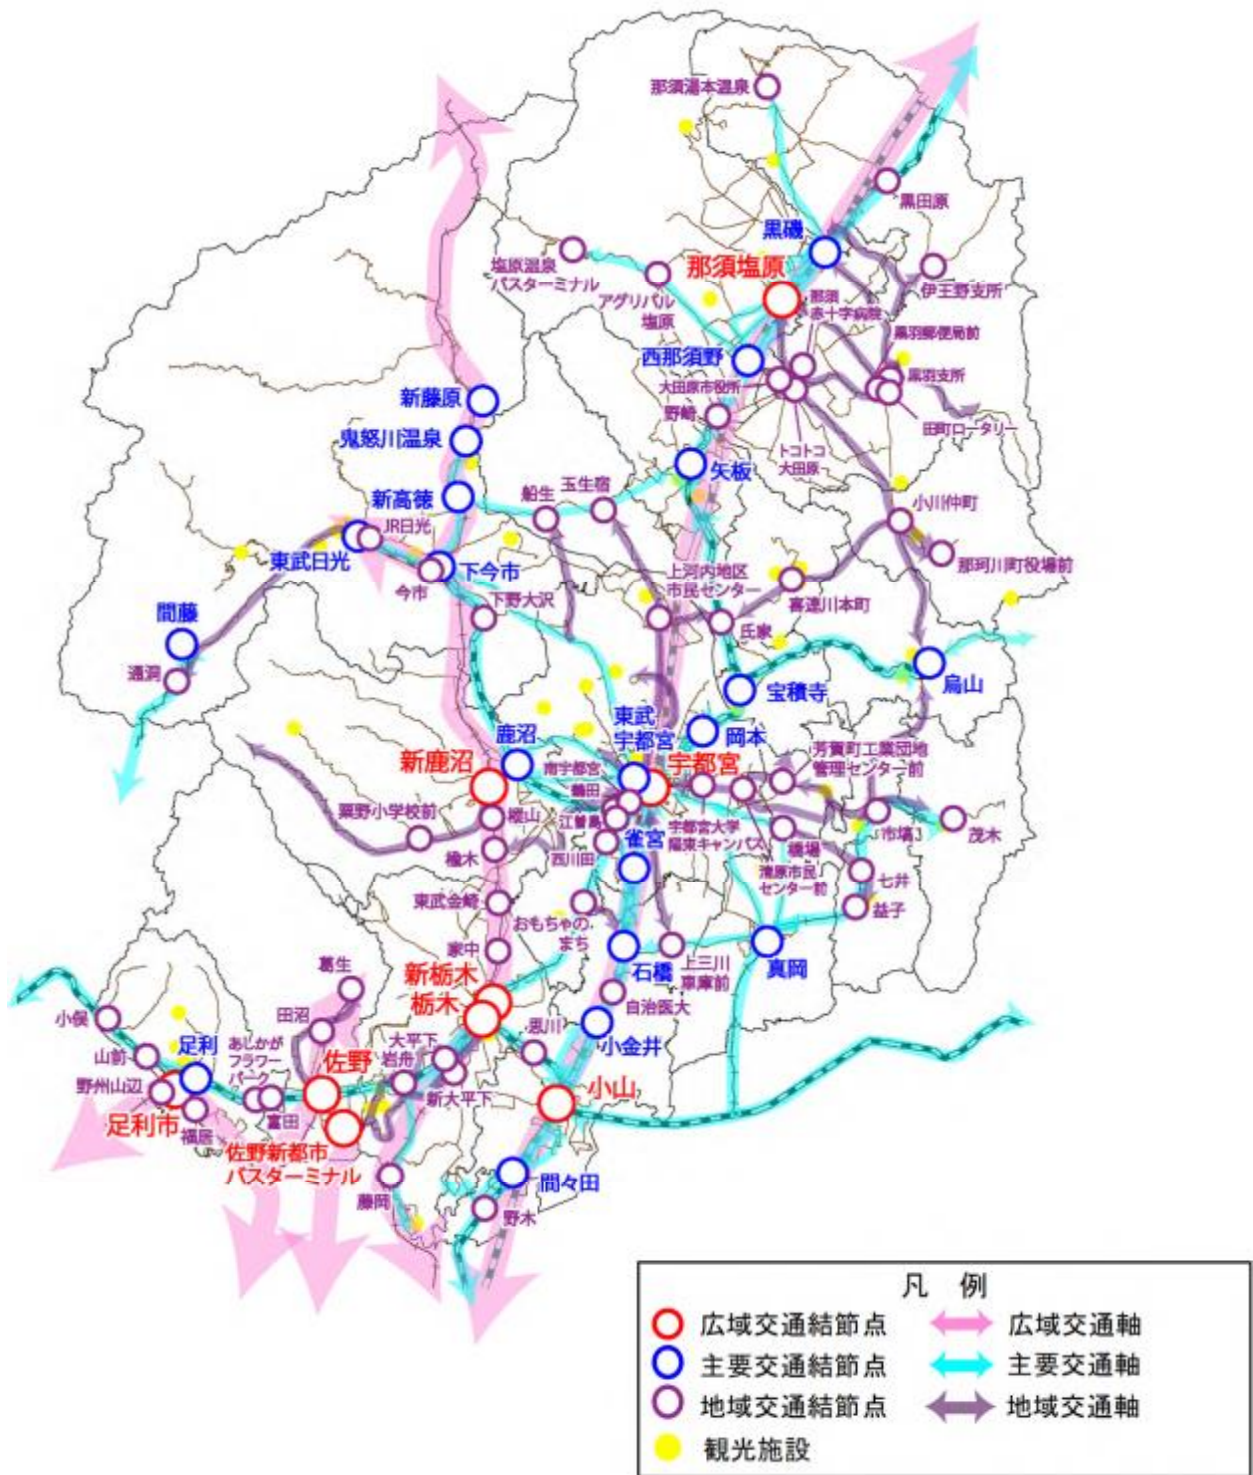 那須湯本温泉
黒田原
黒磯
塩原温泉
バスターミナル
那須塩原
アグリパル
塩原
伊王野支所
那須
赤十字病院
黒羽郵便局前
西那須野
大田原市役所
黒羽支所
新藤原
野崎
田町ロータリー
鬼怒川温泉
トコトコ
大田原
矢板
新高徳
船生
玉生宿
小川仲町
JR日光
東武日光
下今市
今市
那珂川町役場前
上河内地区
市民センター
喜連川本町
下野大沢
氏家
間藤
通洞
烏山
宝積寺
東武
宇都宮
岡本
鹿沼
新鹿沼
南宇都宮
宇都宮
芳賀町工業団地
管理センター前
鶴田
粟野小学校前
樅山
江曽島
宇都宮大学
陽東キャンパス
市塙
茂木
雀宮
橋場
楡木
西川田
清原市民
センター前
七井
益子
東武金崎
おもちゃの
まち
家中
石橋
上三川
車庫前
真岡
葛生
新栃木
栃木
自治医大
小俣
田沼
思川
小金井
山前
足利
あしかが
フラワー
パーク
大平下
岩舟
佐野
小山
野州山辺
新大平下
足利市
福居
富田
佐野新都市
バスターミナル
藤岡
間々田
野木
凡 例
広域交通結節点
広域交通軸
主要交通結節点
主要交通軸
地域交通結節点
地域交通軸
観光施設